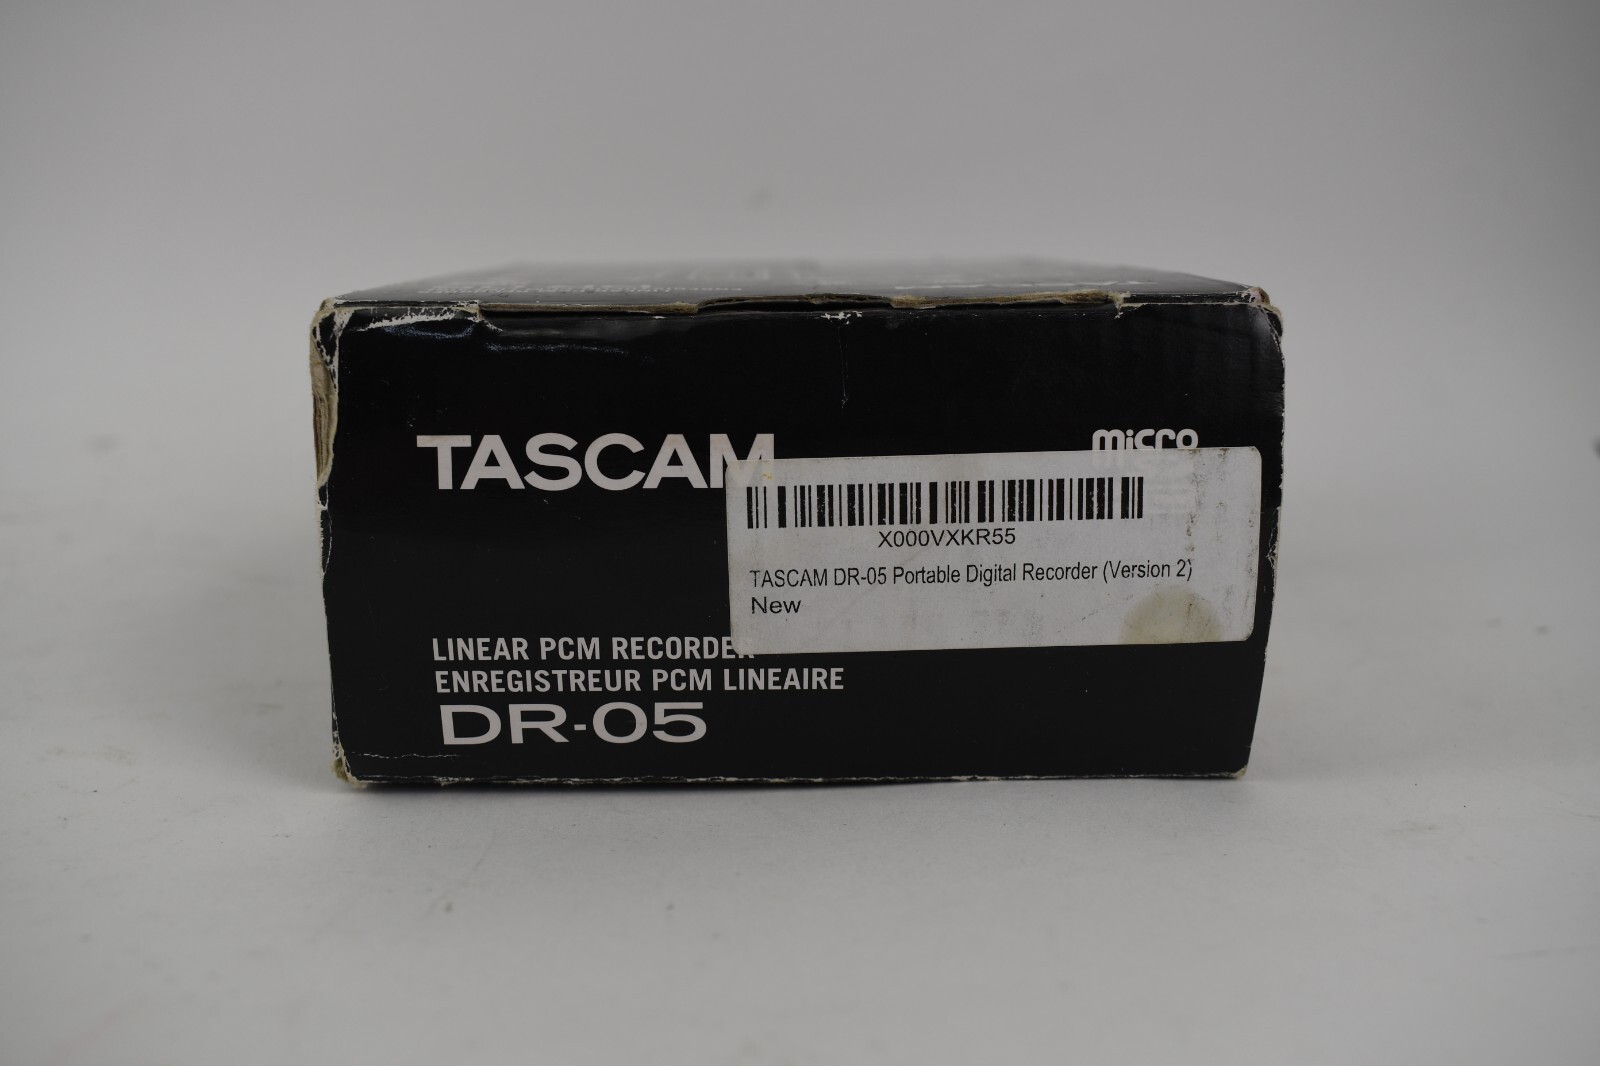 TASCAM
micro
X000VXKR55
TASCAM DR-05 Portable Digital Recorder (Version 2)
New
LINEAR PCM RECORDER
ENREGISTREUR PCM LINEAIRE
DR-05